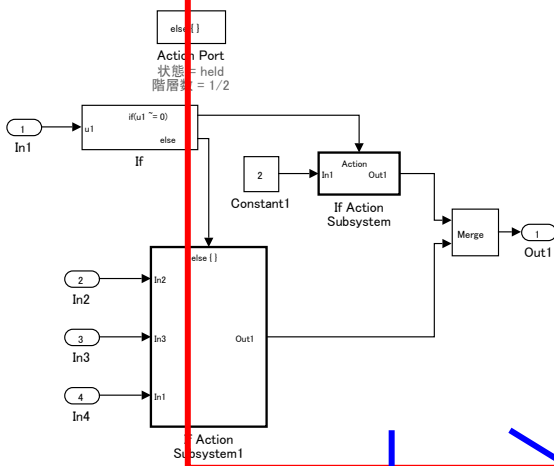 else { }
Action Port
状態 = held
階層数 = 1/2
1
In1
u1
if(u1 ~= 0)
else
If
2
Constant1
Action
In1
Out1
If Action
Subsystem
Merge
1
Out1
else { }
2
In2
In2
3
In3
In3
Out1
4
In4
In1
If Action
Subsystem1